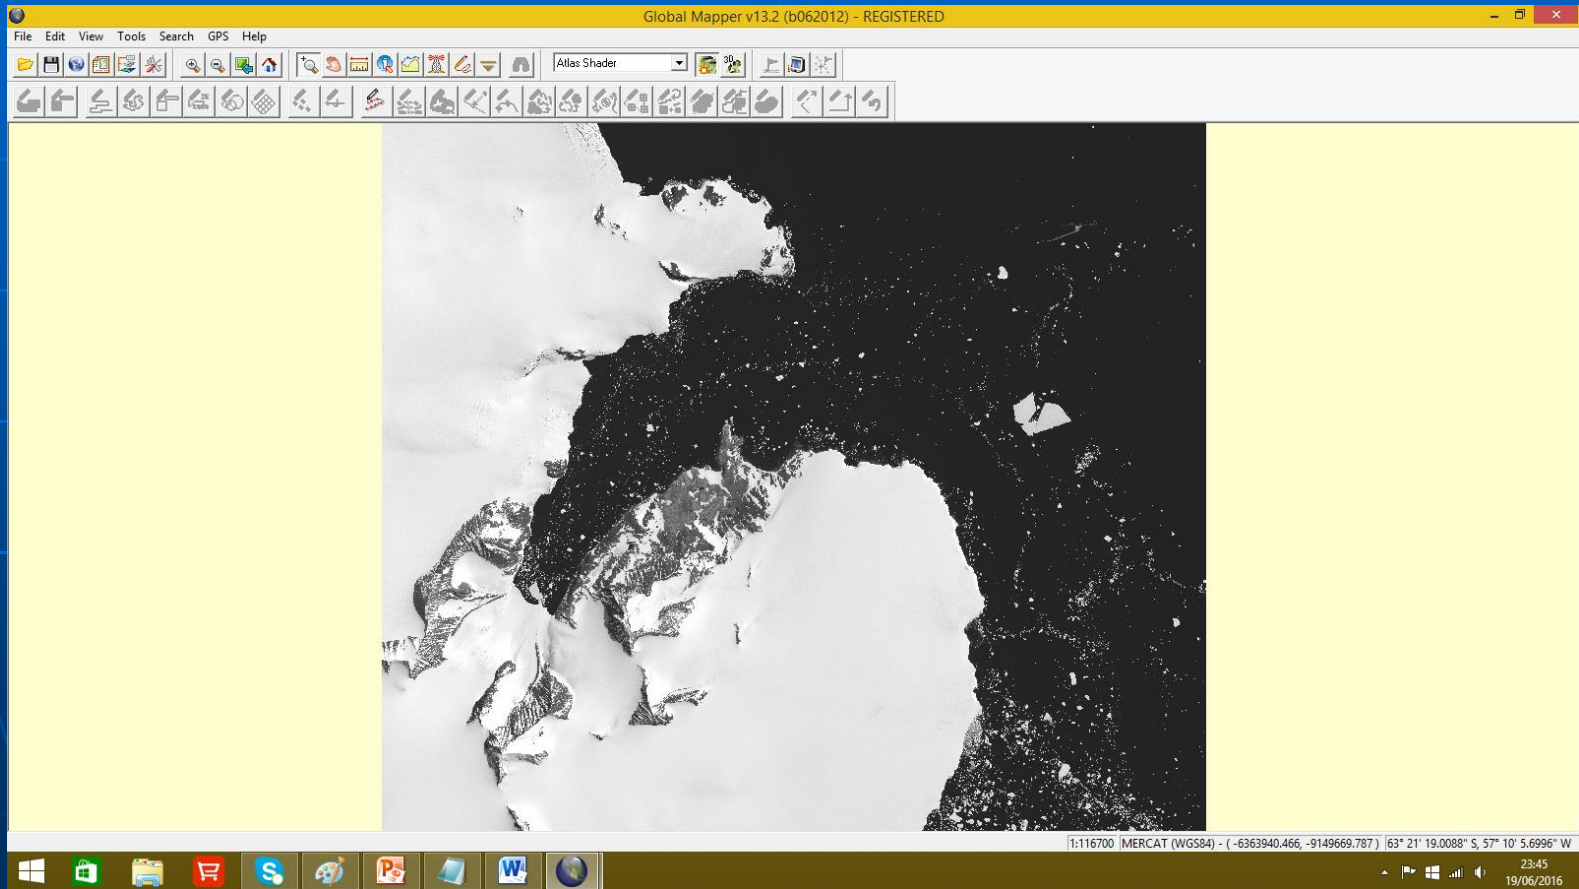 Global Mapper v13.2 (b062012) - REGISTERED
File Edit View Tools Search GPS Help
Atlas Shader
1:116700 MERCAT (WGS84) - ( -6363940.466, -9149669.787 ) 63° 21' 19.0088" S, 57° 10' 5.6996" W
23:45
19/06/2016